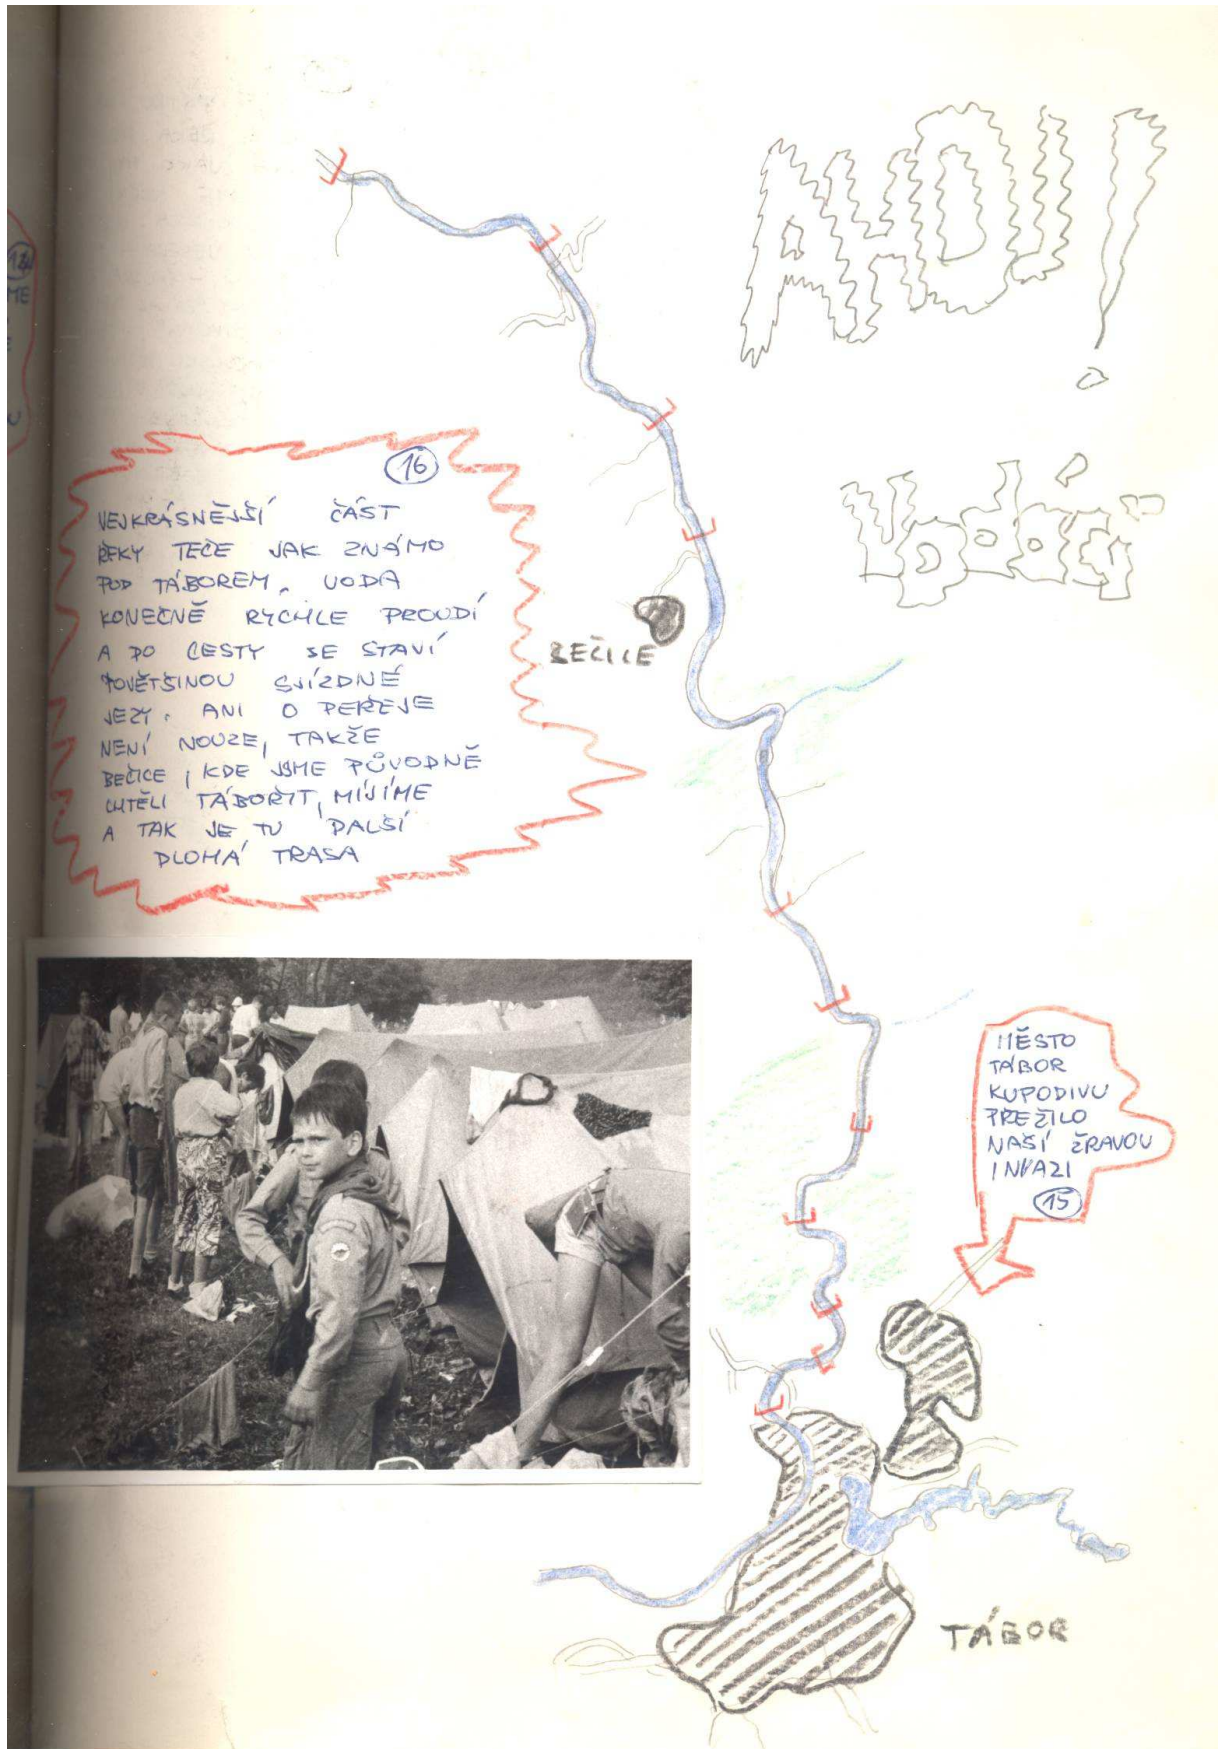 AHOJ!
Vodáci
16
NEJKRÁSNĚJŠÍ ČÁST
ŘEKY TEČE JAK ZNÁMO
POD TÁBOREM. VODA
KONEČNĚ RYCHLE PROUDÍ
A DO CESTY SE STAVÍ
POVĚTŠINOU SJÍZDNÉ
JEZY. ANI O PEŘEJE
NENÍ NOUZE, TAKŽE
BEČICE, KDE JSME PŮVODNĚ
CHTĚLI TÁBOŘIT, MÍJÍME
A TAK JE TU DALŠÍ
DLOHÁ TRASA
BEČICE
MĚSTO
TÁBOR
KUPODIVU
PŘEŽILO
NAŠÍ ŽRAVOU
INVAZI
15
TÁBOR